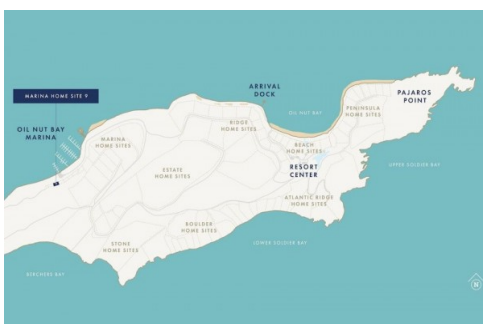 MARINA HOME SITE 9
OIL NUT BAY
MARINA
MARINA
HOME SITES
ARRIVAL
DOCK
OIL NUT BAY
PAJAROS
POINT
PENINSULA
HOME SITES
RIDGE
HOME SITES
BEACH
HOME SITES
RESORT
CENTER
UPPER SOLDIER BAY
ESTATE
HOME SITES
ATLANTIC RIDGE
HOME SITES
BOULDER
HOME SITES
LOWER SOLDIER BAY
STONE
HOME SITES
BERCHERS BAY
N